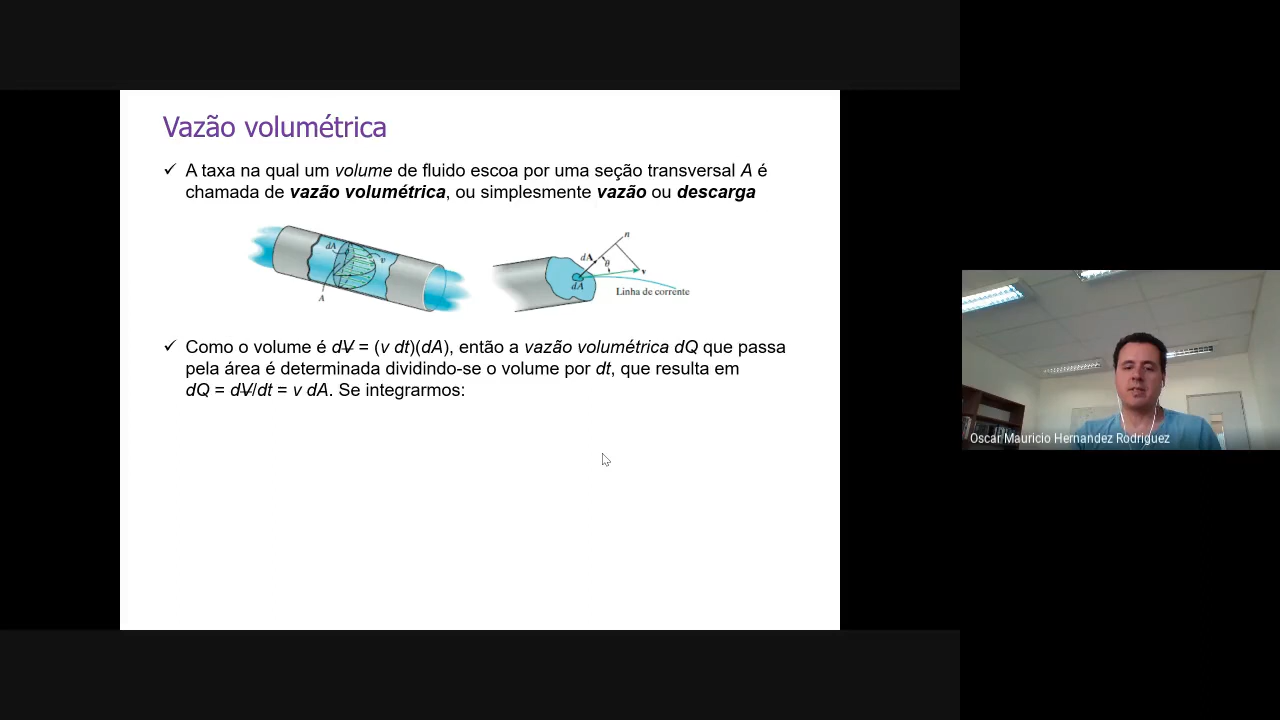 Vazão volumétrica
✓ A taxa na qual um volume de fluido escoa por uma seção transversal A é
chamada de vazão volumétrica, ou simplesmente vazão ou descarga
dA
v
A
n
dA
θ
v
dA
Linha de corrente
✓ Como o volume é dV̶ = (v dt)(dA), então a vazão volumétrica dQ que passa
pela área é determinada dividindo-se o volume por dt, que resulta em
dQ = dV̶/dt = v dA. Se integrarmos:
Oscar Mauricio Hernandez Rodriguez